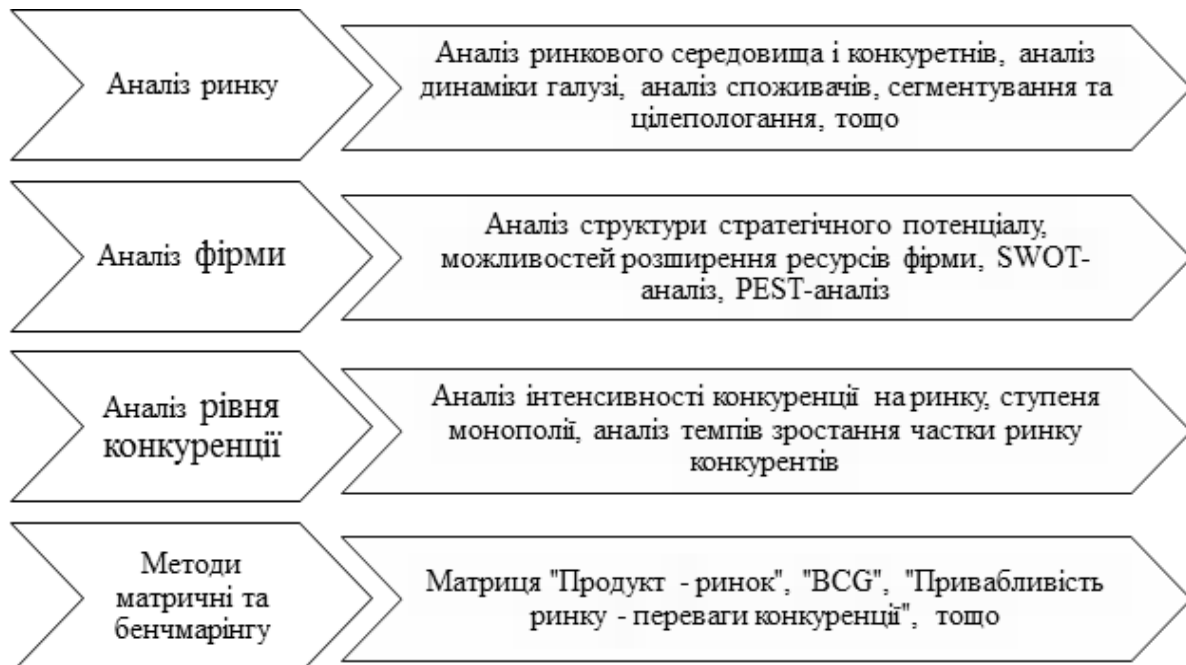 Аналіз ринку
Аналіз ринкового середовища і конкуретнів, аналіз
динаміки галузі, аналіз споживачів, сегментування та
цілепологання, тощо
Аналіз фірми
Аналіз структури стратегічного потенціалу,
можливостей розширення ресурсів фірми, SWOT-
аналіз, PEST-аналіз
Аналіз рівня
конкуренції
Аналіз інтенсивності конкуренції на ринку, ступеня
монополії, аналіз темпів зростання частки ринку
конкурентів
Методи
матричні та
бенчмарінгу
Матриця "Продукт - ринок", "BCG", "Привабливість
ринку - переваги конкуренції", тощо